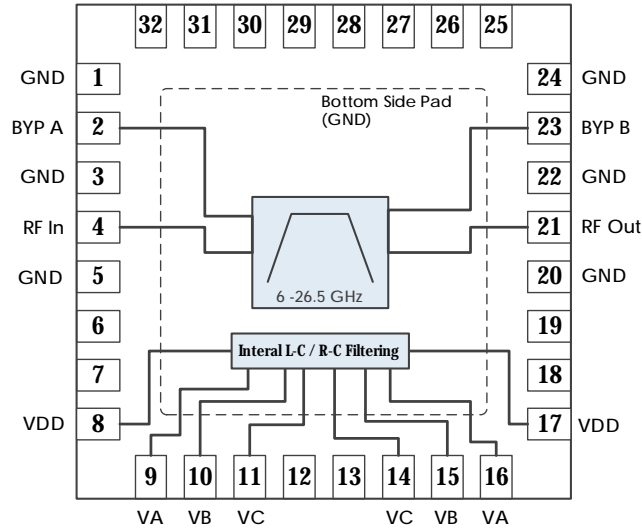 32 31 30 29 28 27 26 25
GND 1
BYP A 2
GND 3
RF In 4
GND 5
6
7
VDD 8
24 GND
23 BYP B
22 GND
21 RF Out
20 GND
19
18
17 VDD
Bottom Side Pad
(GND)
6 -26.5 GHz
Interal L-C / R-C Filtering
9 10 11 12 13 14 15 16
VA VB VC VC VB VA